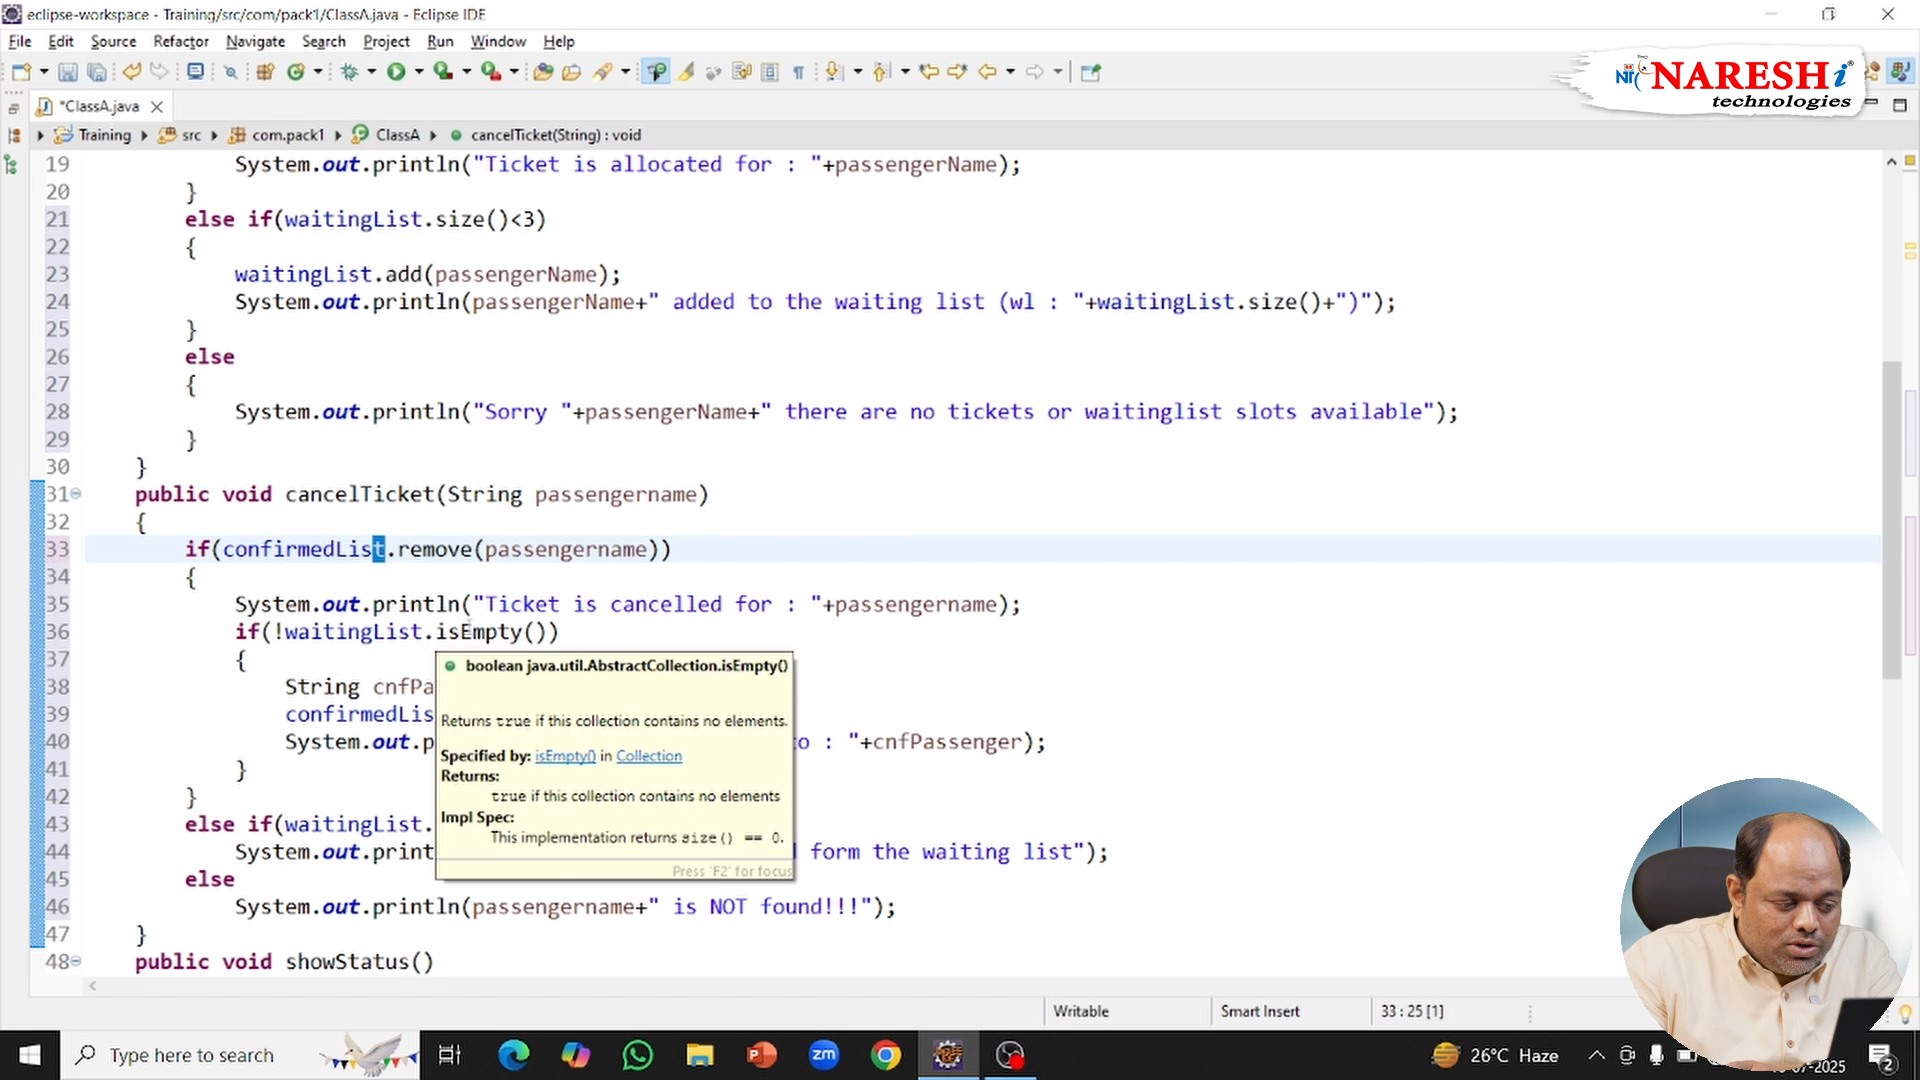 eclipse-workspace - Training/src/com/pack1/ClassA.java - Eclipse IDE
File Edit Source Refactor Navigate Search Project Run Window Help
NARESHi
technologies
*ClassA.java
Training src com.pack1 ClassA cancelTicket(String) : void
19 System.out.println("Ticket is allocated for : "+passengerName);
20 }
21 else if(waitingList.size()<3)
22 {
23 waitingList.add(passengerName);
24 System.out.println(passengerName+" added to the waiting list (wl : "+waitingList.size()+")");
25 }
26 else
27 {
28 System.out.println("Sorry "+passengerName+" there are no tickets or waitinglist slots available");
29 }
30 }
31 public void cancelTicket(String passengername)
32 {
33 if(confirmedList.remove(passengername))
34 {
35 System.out.println("Ticket is cancelled for : "+passengername);
36 if(!waitingList.isEmpty())
37 {
boolean java.util.AbstractCollection.isEmpty()
38 String cnfPa
39 confirmedLis
Returns true if this collection contains no elements.
40 System.out.p o : "+cnfPassenger);
Specified by: isEmpty() in Collection
41 }
Returns:
true if this collection contains no elements
42 }
Impl Spec:
43 else if(waitingList.
This implementation returns size() == 0.
44 System.out.print form the waiting list");
Press 'F2' for focus
45 else
46 System.out.println(passengername+" is NOT found!!!");
47 }
48 public void showStatus()
Writable Smart Insert 33 : 25 [1]
Type here to search
zm
26°C Haze
2